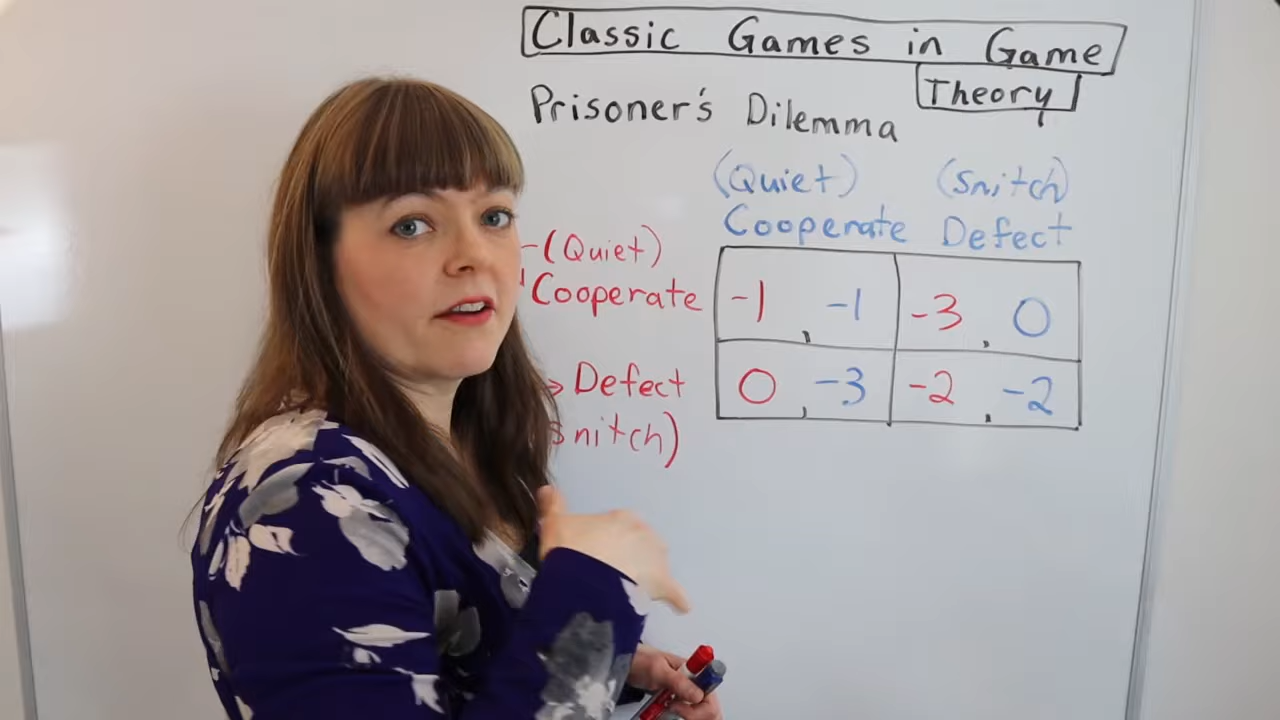 Classic Games in Game
Theory
Prisoner's Dilemma
(Quiet) (Snitch)
Cooperate Defect
(Quiet)
Cooperate
-1 , -1 -3 , 0
Defect
0 , -3 -2 , -2
snitch)